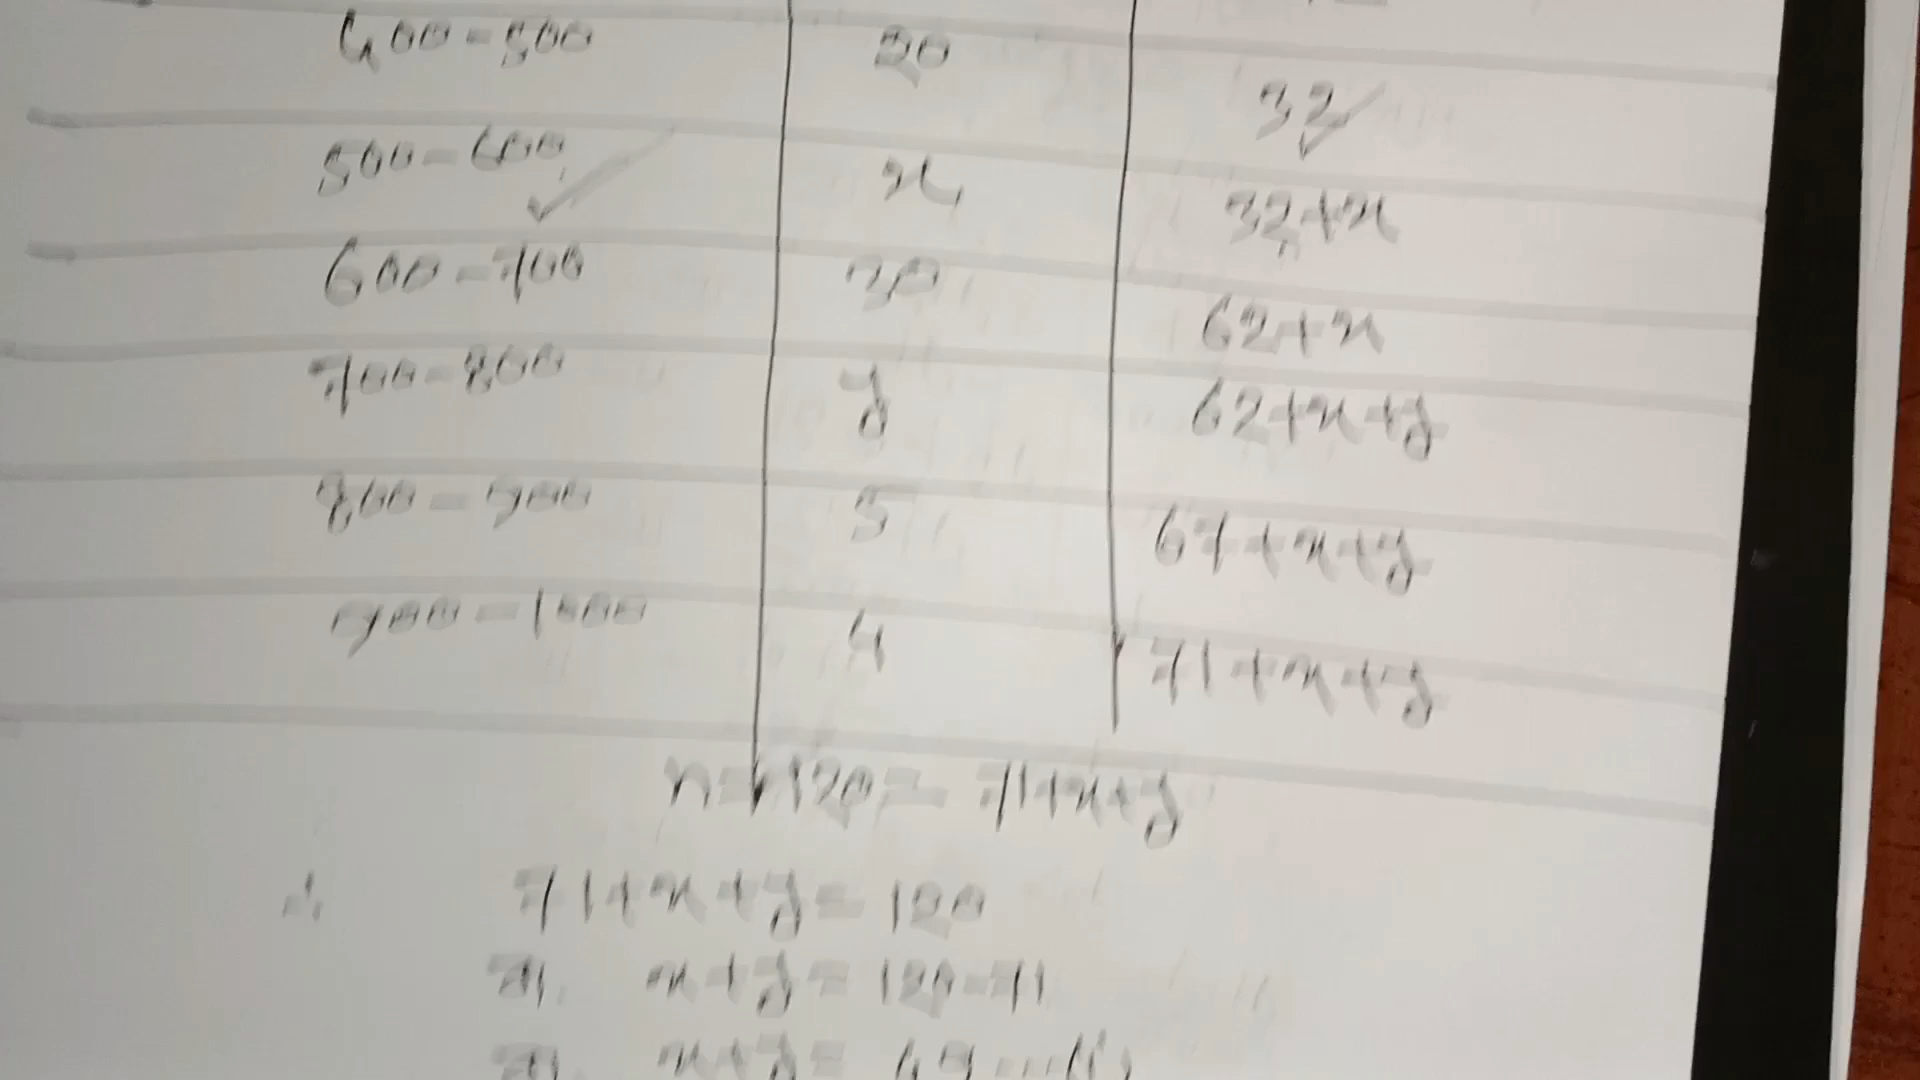 400-500 20 32
500-600 x 32+x
600-700 30 62+x
700-800 y 62+x+y
800-900 5 67+x+y
900-1000 4 71+x+y
n=120= 71+x+y
∴ 71+x+y= 120
বা, x+y= 120-71
বা, x+y= 49...(i)